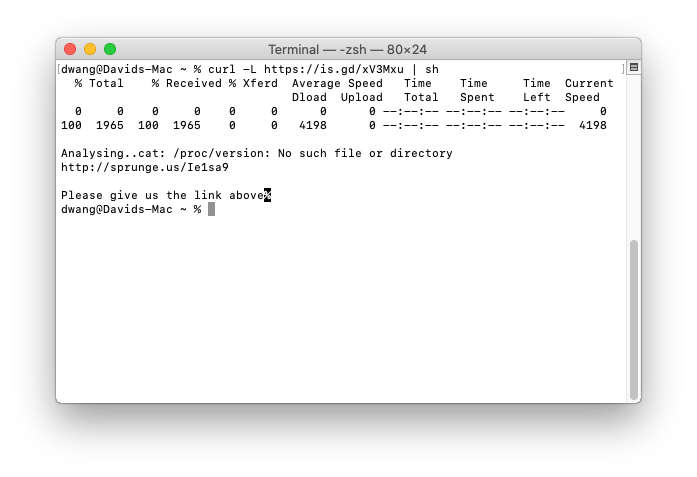 Terminal — -zsh — 80×24
[dwang@Davids-Mac ~ % curl -L https://is.gd/xV3Mxu | sh ]
% Total % Received % Xferd Average Speed Time Time Time Current
Dload Upload Total Spent Left Speed
0 0 0 0 0 0 0 0 --:--:-- --:--:-- --:--:-- 0
100 1965 100 1965 0 0 4198 0 --:--:-- --:--:-- --:--:-- 4198
Analysing..cat: /proc/version: No such file or directory
http://sprunge.us/Ie1sa9
Please give us the link above%
dwang@Davids-Mac ~ %